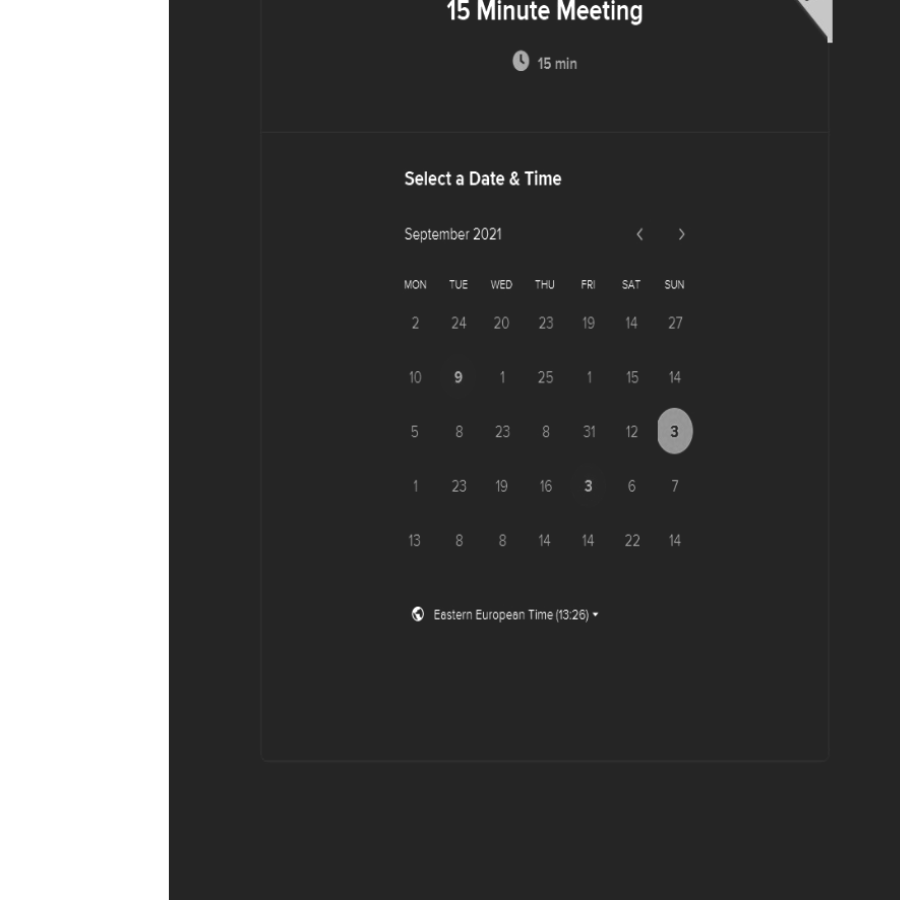 15 Minute Meeting
15 min
Select a Date & Time
September 2021
MON TUE WED THU FRI SAT SUN
2 24 20 23 19 14 27
10 9 1 25 1 15 14
5 8 23 8 31 12 3
1 23 19 16 3 6 7
13 8 8 14 14 22 14
Eastern European Time (13:26)